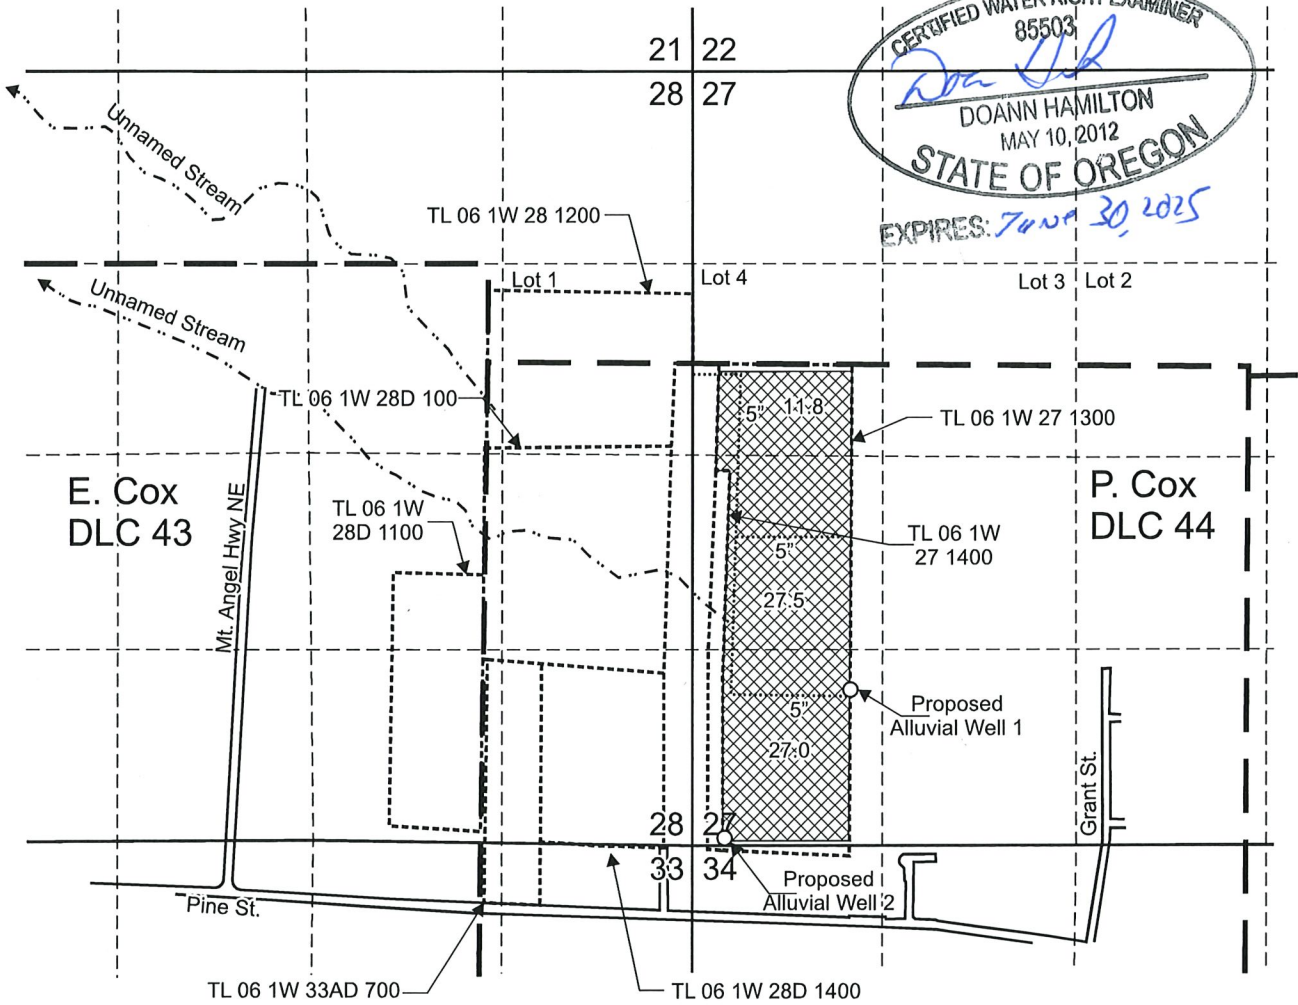 CERTIFIED WATER RIGHT EXAMINER
85503
DOANN HAMILTON
MAY 10, 2012
STATE OF OREGON
EXPIRES: June 30, 2025
21 22
28 27
Unnamed Stream
TL 06 1W 28 1200
Lot 1
Lot 4
Lot 3
Lot 2
Unnamed Stream
TL 06 1W 28D 100
5" 11.8
TL 06 1W 27 1300
E. Cox
DLC 43
P. Cox
DLC 44
Mt. Angel Hwy NE
TL 06 1W
28D 1100
TL 06 1W
27 1400
5"
27.5
Proposed
Alluvial Well 1
5"
27.0
Grant St.
28 27
33 34
Proposed
Alluvial Well 2
Pine St.
TL 06 1W 33AD 700
TL 06 1W 28D 1400